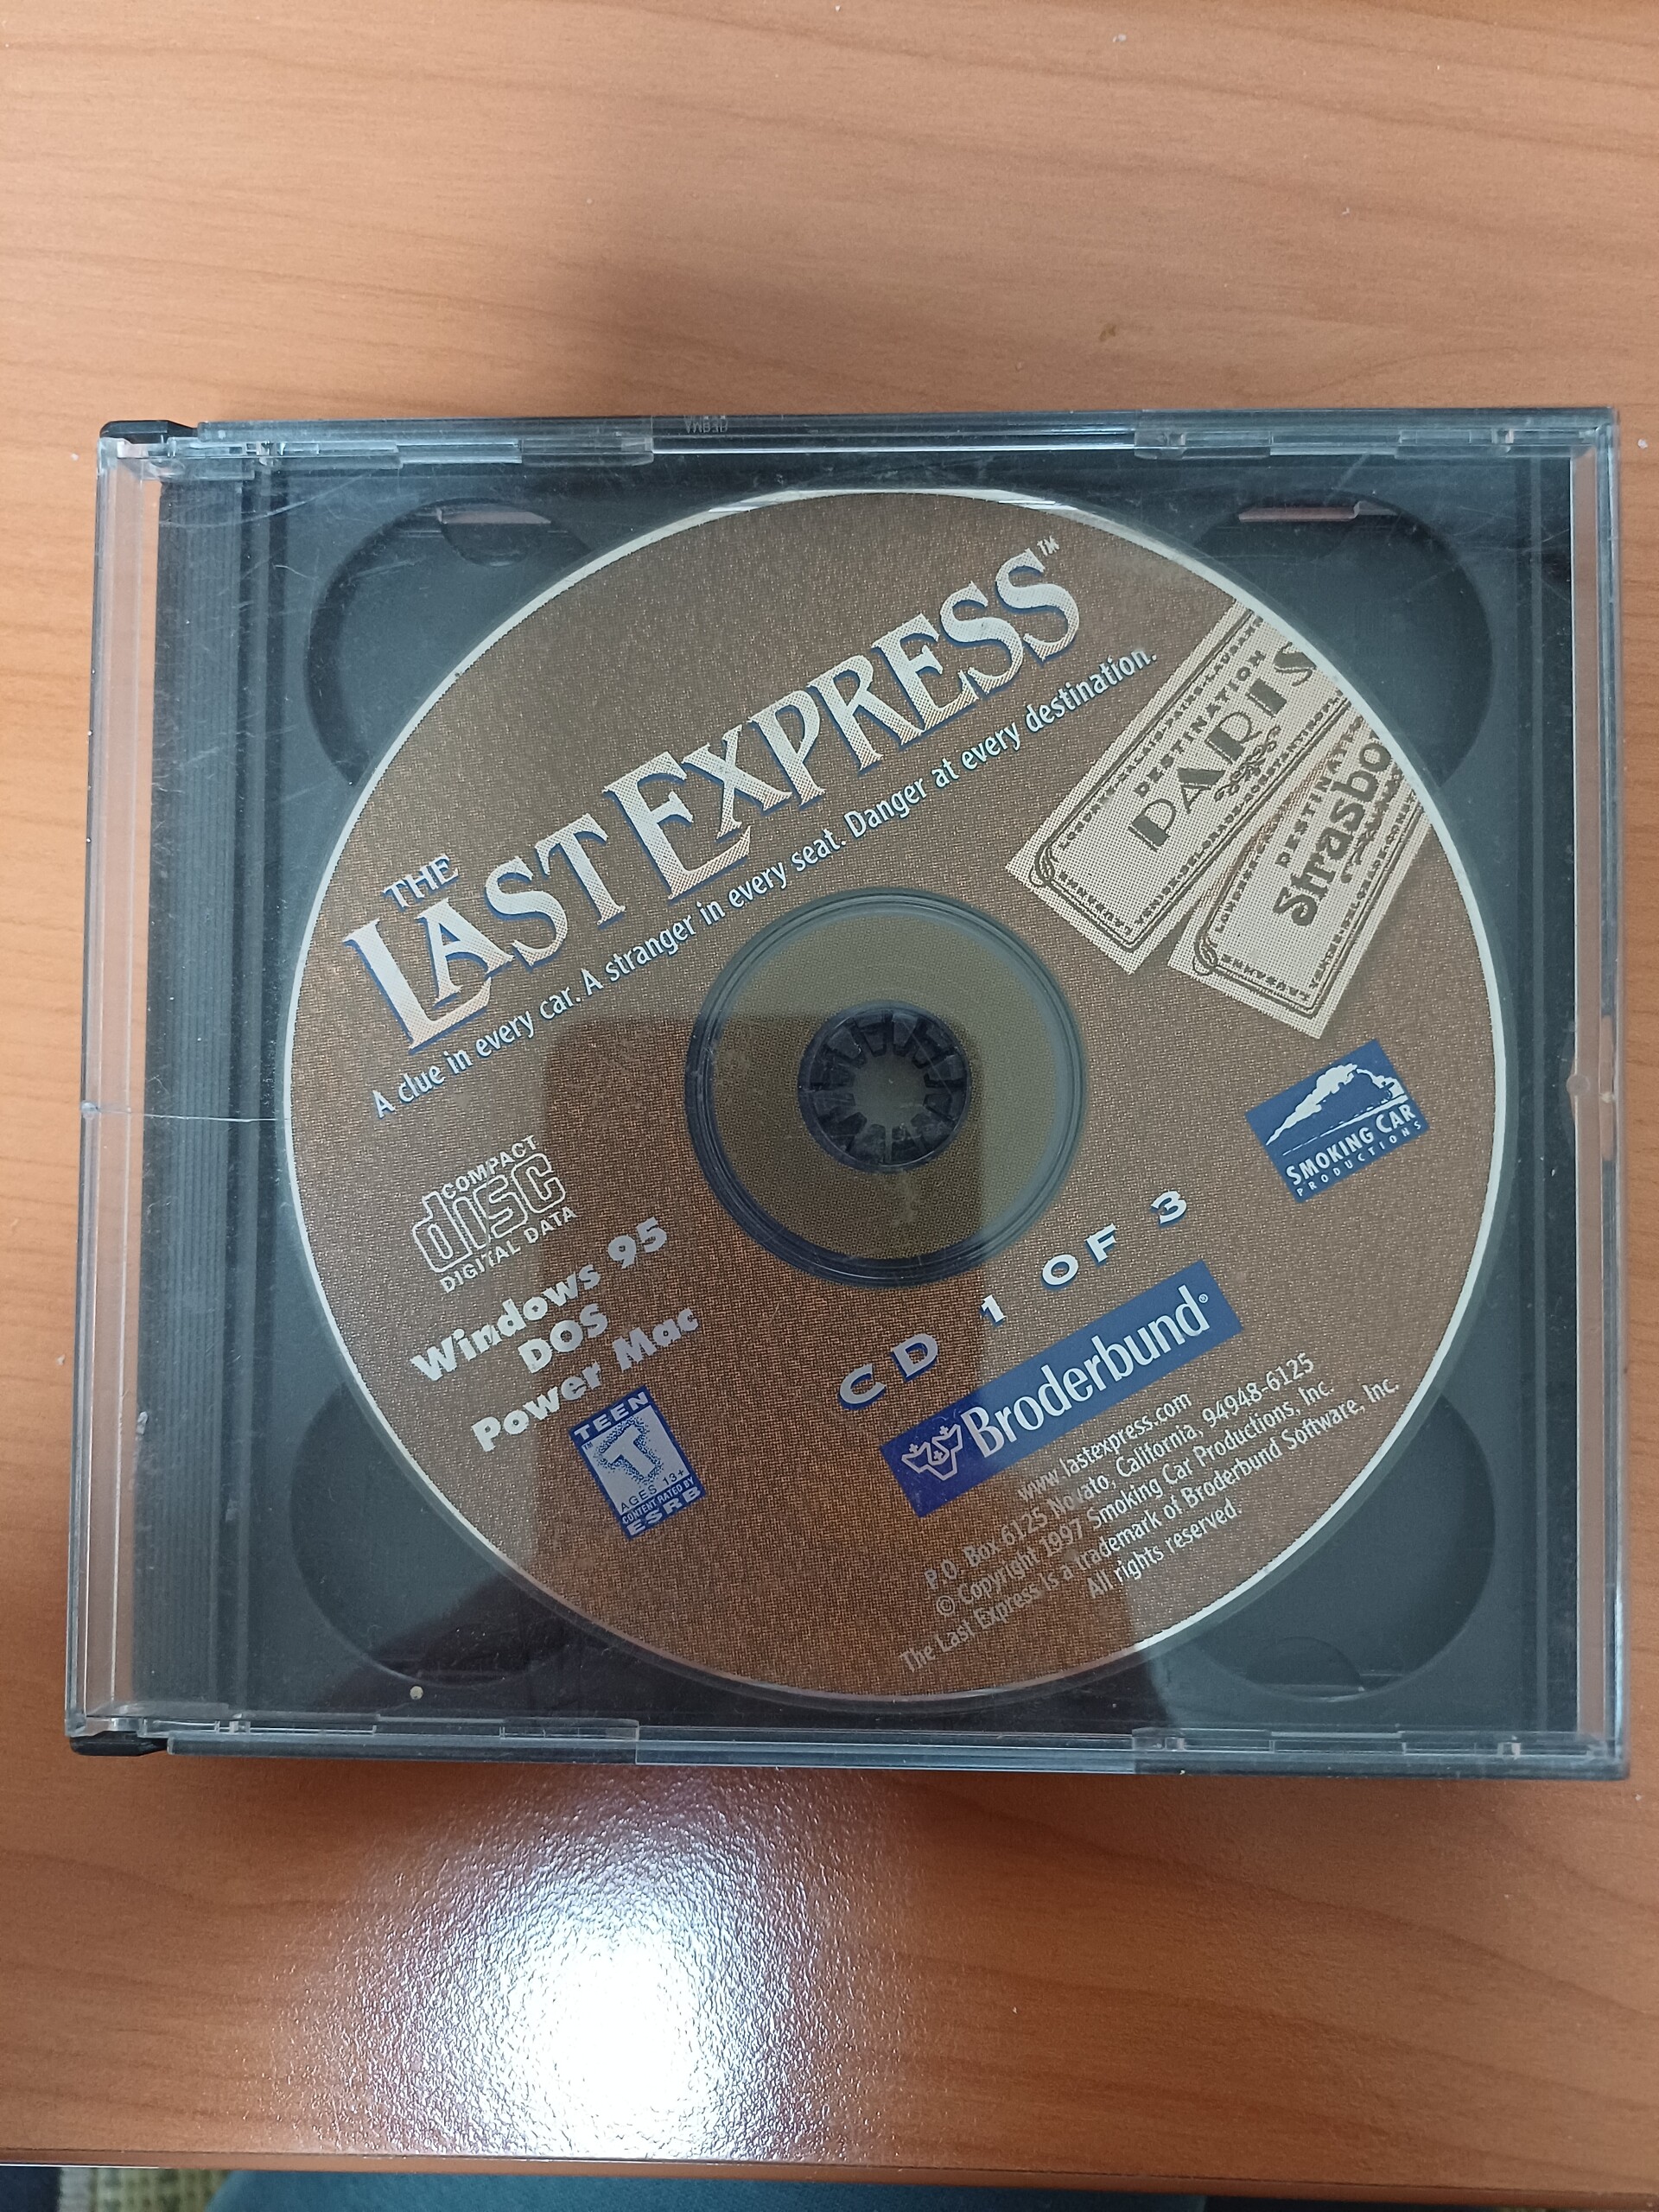 THE
LAST EXPRESS™
A clue in every car. A stranger in every seat. Danger at every destination.
DESTINATION
PARIS
DESTINATI
Strasbo
COMPACT
disc
DIGITAL DATA
Windows 95
DOS
Power Mac
TEEN
T
AGES 13+
CONTENT RATED BY
ESRB
SMOKING CAR
PRODUCTIONS
CD 1 OF 3
Broderbund®
www.lastexpress.com
P.O. Box 6125 Novato, California, 94948-6125
© Copyright 1997 Smoking Car Productions, Inc.
The Last Express is a trademark of Broderbund Software, Inc.
All rights reserved.